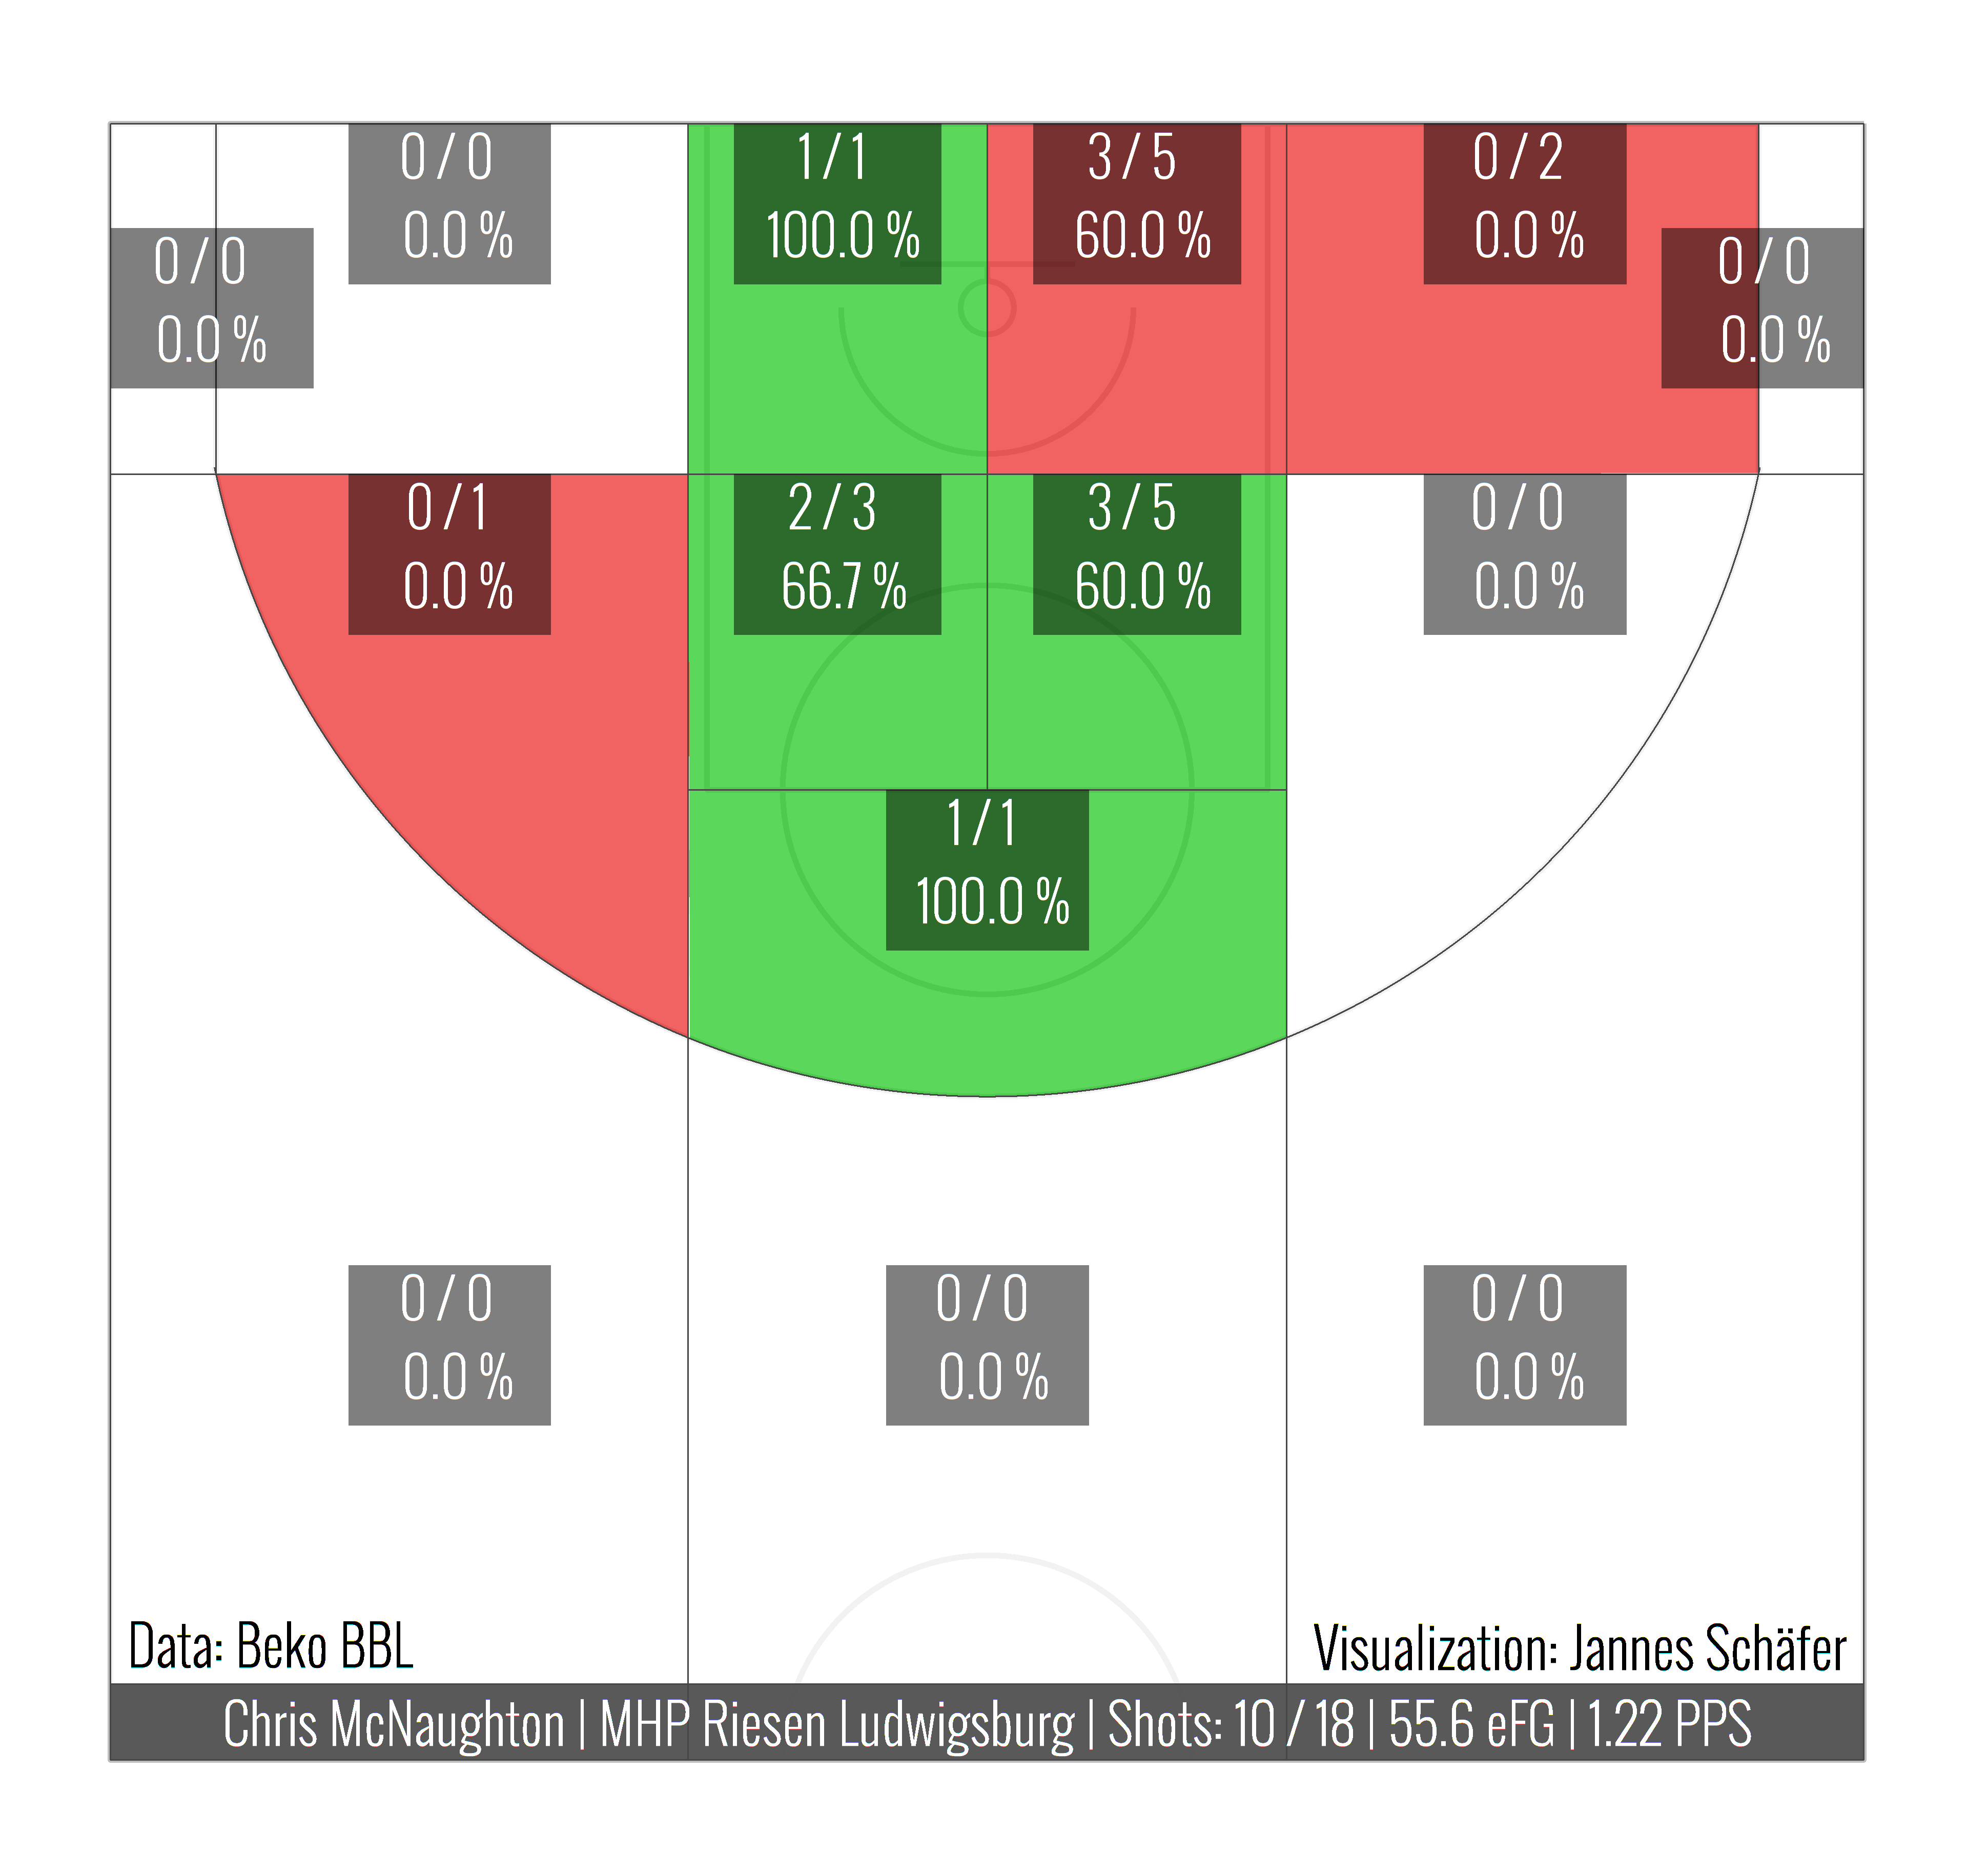 0 / 0
0.0 %
1 / 1
100.0 %
3 / 5
60.0 %
0 / 2
0.0 %
0 / 0
0.0 %
0 / 0
0.0 %
0 / 1
0.0 %
2 / 3
66.7 %
3 / 5
60.0 %
0 / 0
0.0 %
1 / 1
100.0 %
0 / 0
0.0 %
0 / 0
0.0 %
0 / 0
0.0 %
Data: Beko BBL
Visualization: Jannes Schäfer
Chris McNaughton | MHP Riesen Ludwigsburg | Shots: 10 / 18 | 55.6 eFG | 1.22 PPS